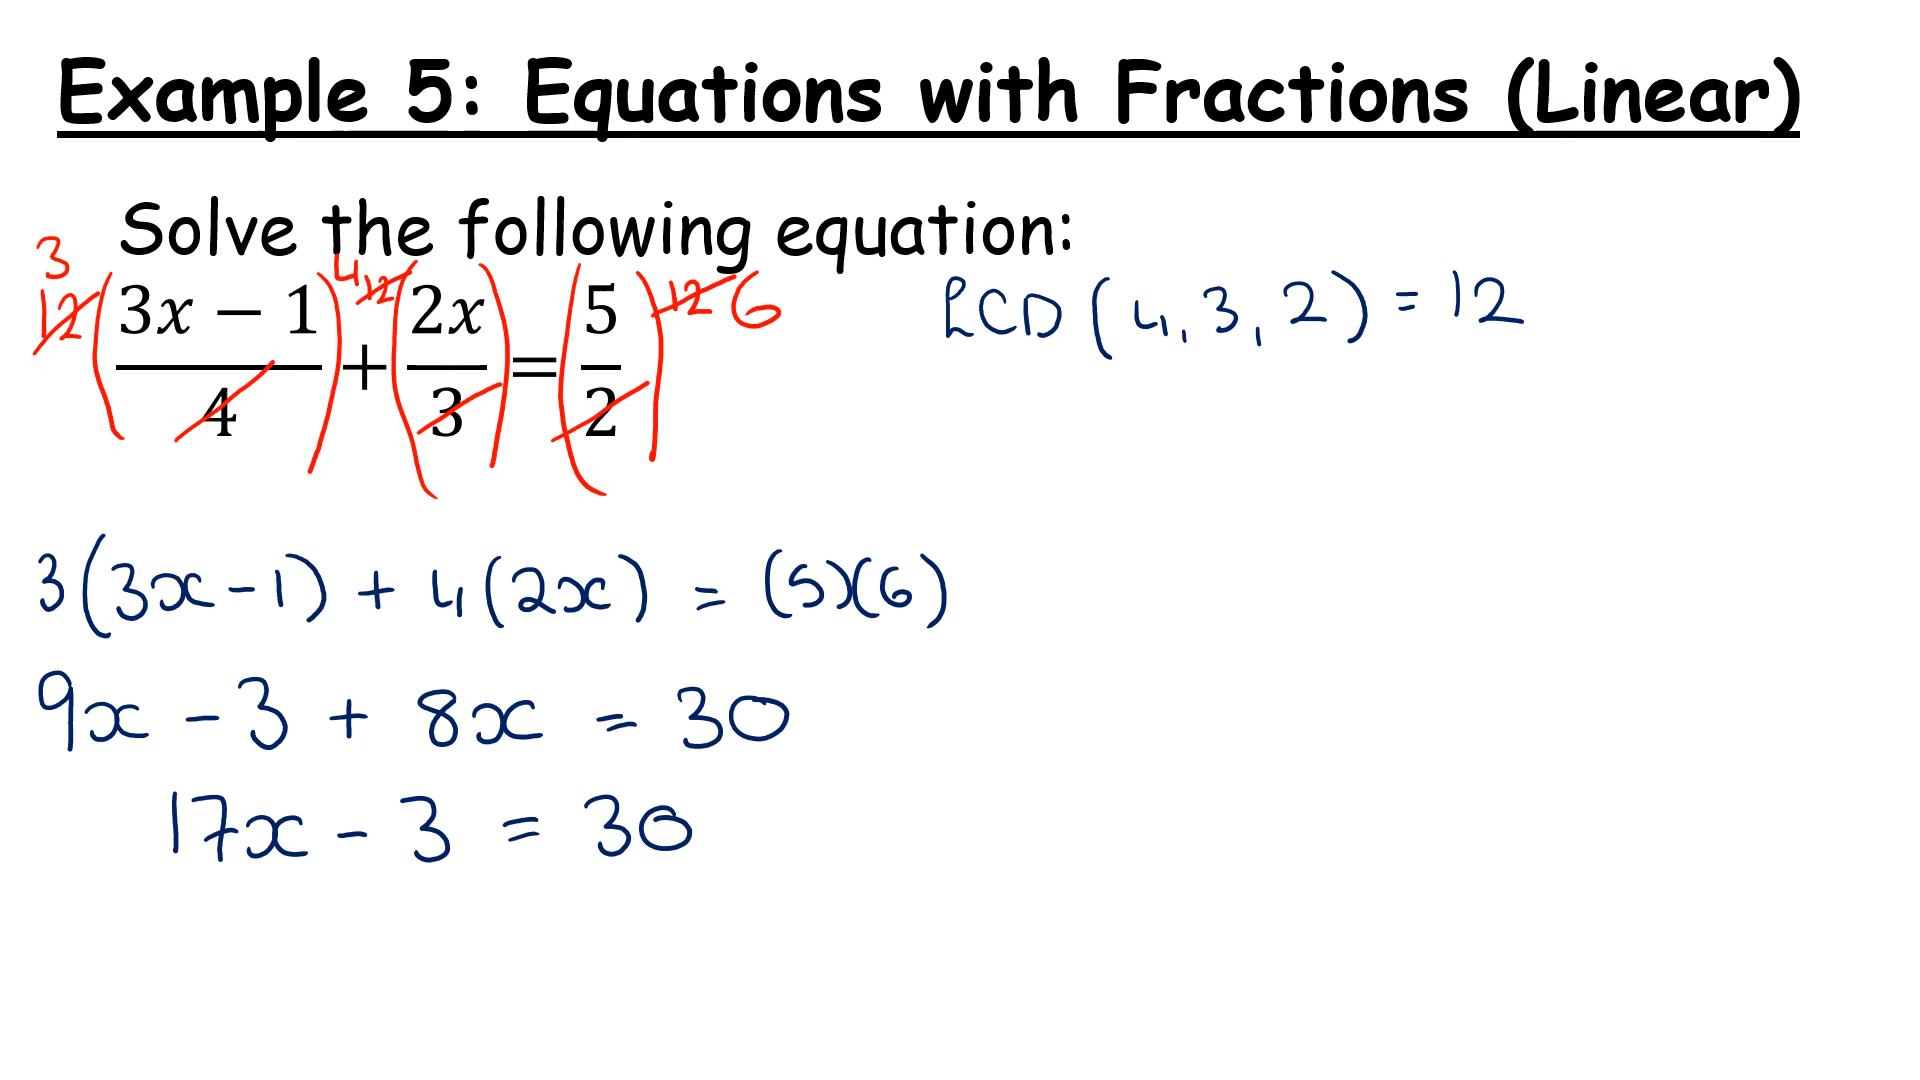 Example 5: Equations with Fractions (Linear)
Solve the following equation:
3 12 ( (3x − 1)/4 ) + 4 12 ( 2x/3 ) = ( 5/2 ) 12 6
LCD (4, 3, 2) = 12
3(3x − 1) + 4(2x) = (5)(6)
9x − 3 + 8x = 30
17x − 3 = 30